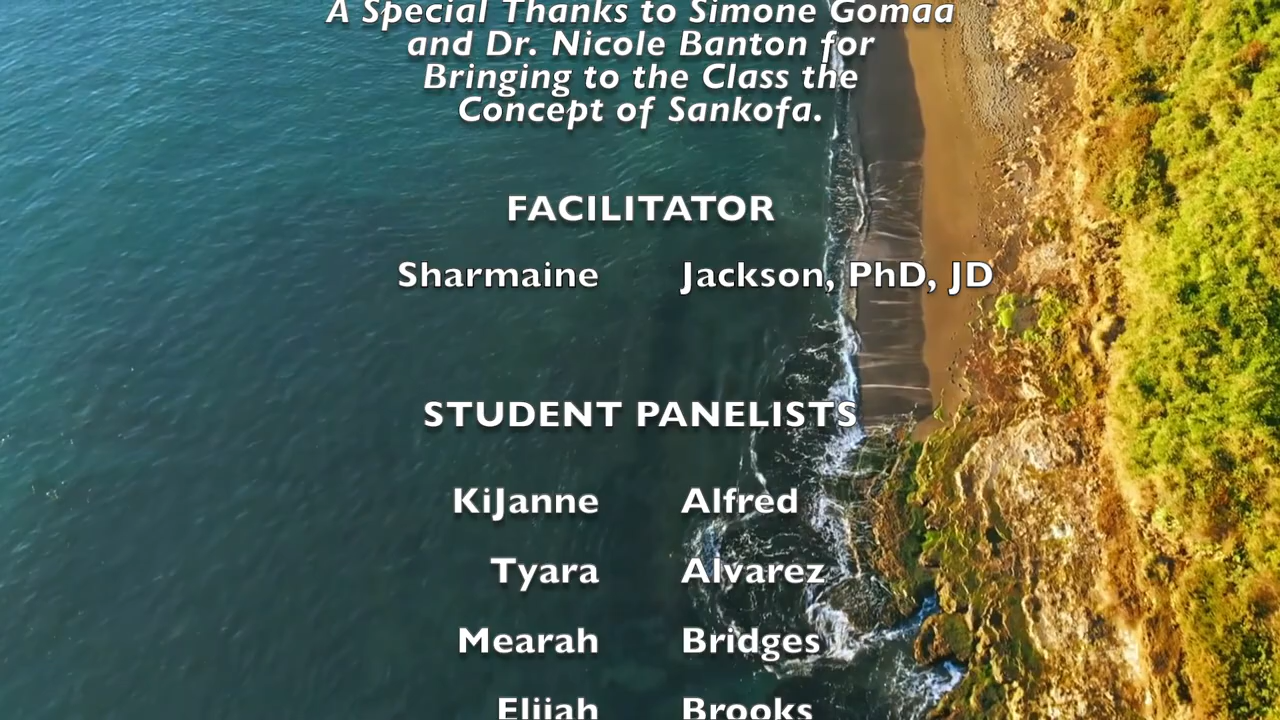 A Special Thanks to Simone Gomaa
and Dr. Nicole Banton for
Bringing to the Class the
Concept of Sankofa.
FACILITATOR
Sharmaine Jackson, PhD, JD
STUDENT PANELISTS
KiJanne Alfred
Tyara Alvarez
Mearah Bridges
Elijah Brooks